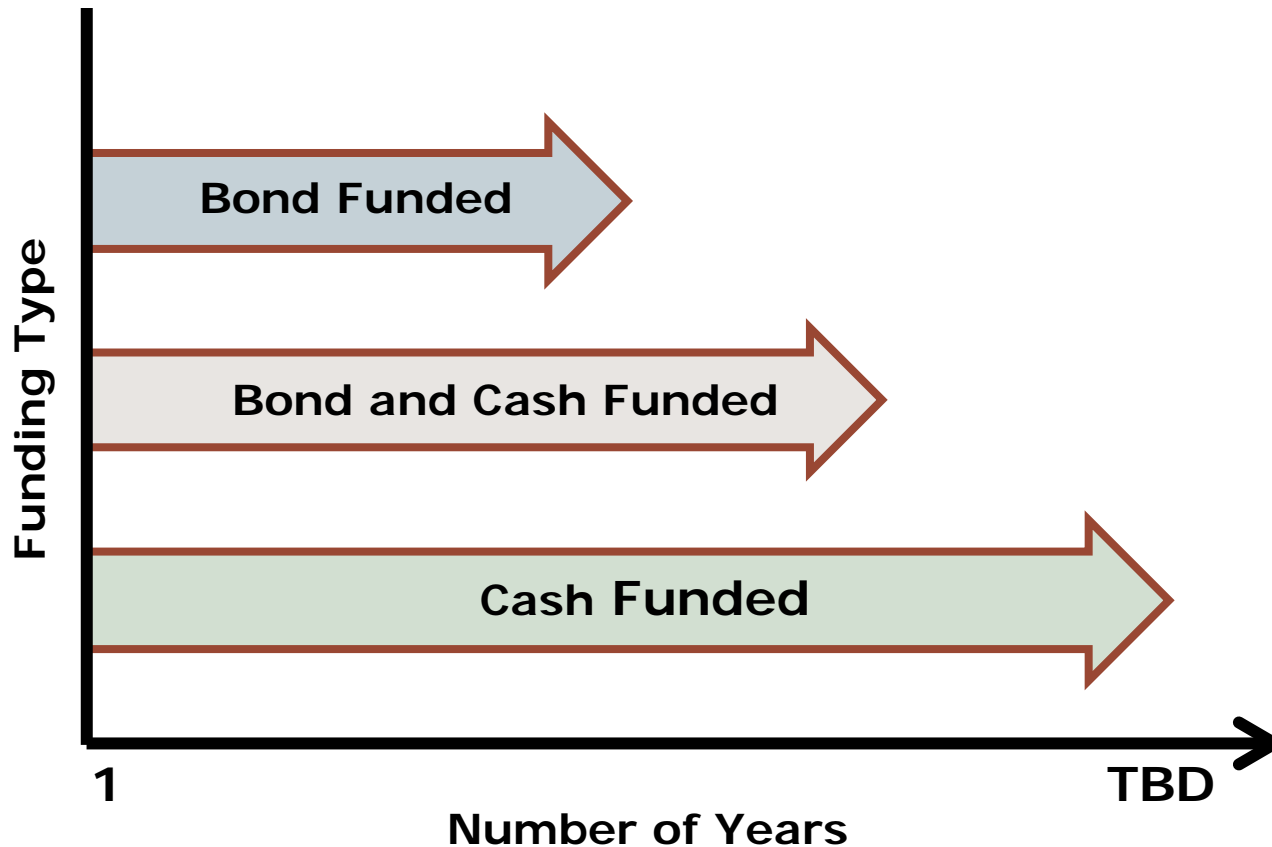 Funding Type
Bond Funded
Bond and Cash Funded
Cash Funded
1
TBD
Number of Years